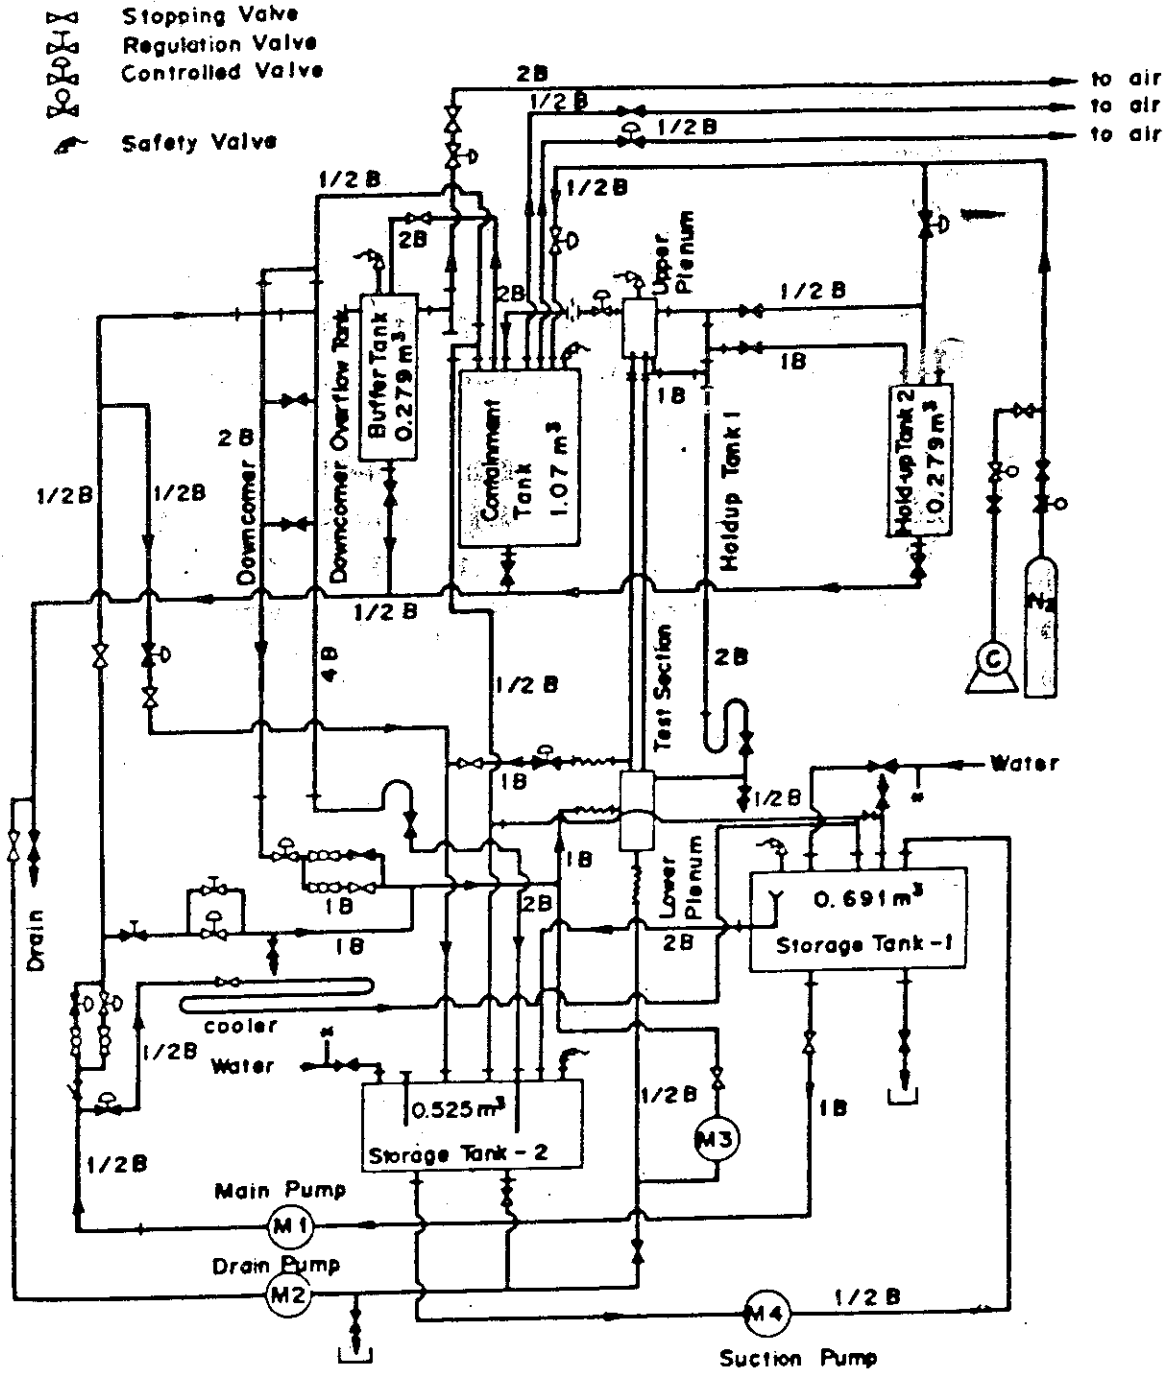 Stopping Valve
Regulation Valve
Controlled Valve
Safety Valve
2B
to air
1/2 B
to air
1/2 B
to air
1/2 B
1/2 B
2B
Upper
Plenum
2B
1/2 B
1B
1B
Buffer Tank
0.279 m³
Downcomer Overflow Tank
Downcomer
2 B
Containment
Tank
1.07 m³
Holdup Tank 1
Hold-up Tank 2
0.279 m³
1/2 B
1/2 B
1/2 B
4 B
1/2 B
Test Section
2B
C
N₂
1B
1/2 B
Water
1B
1B
2B
Lower
Plenum
2B
0.691 m³
Storage Tank-1
Drain
1B
cooler
1/2 B
Water
0.525 m³
Storage Tank - 2
1/2 B
M3
1B
1/2 B
Main Pump
M1
Drain Pump
M2
M4
1/2 B
Suction Pump